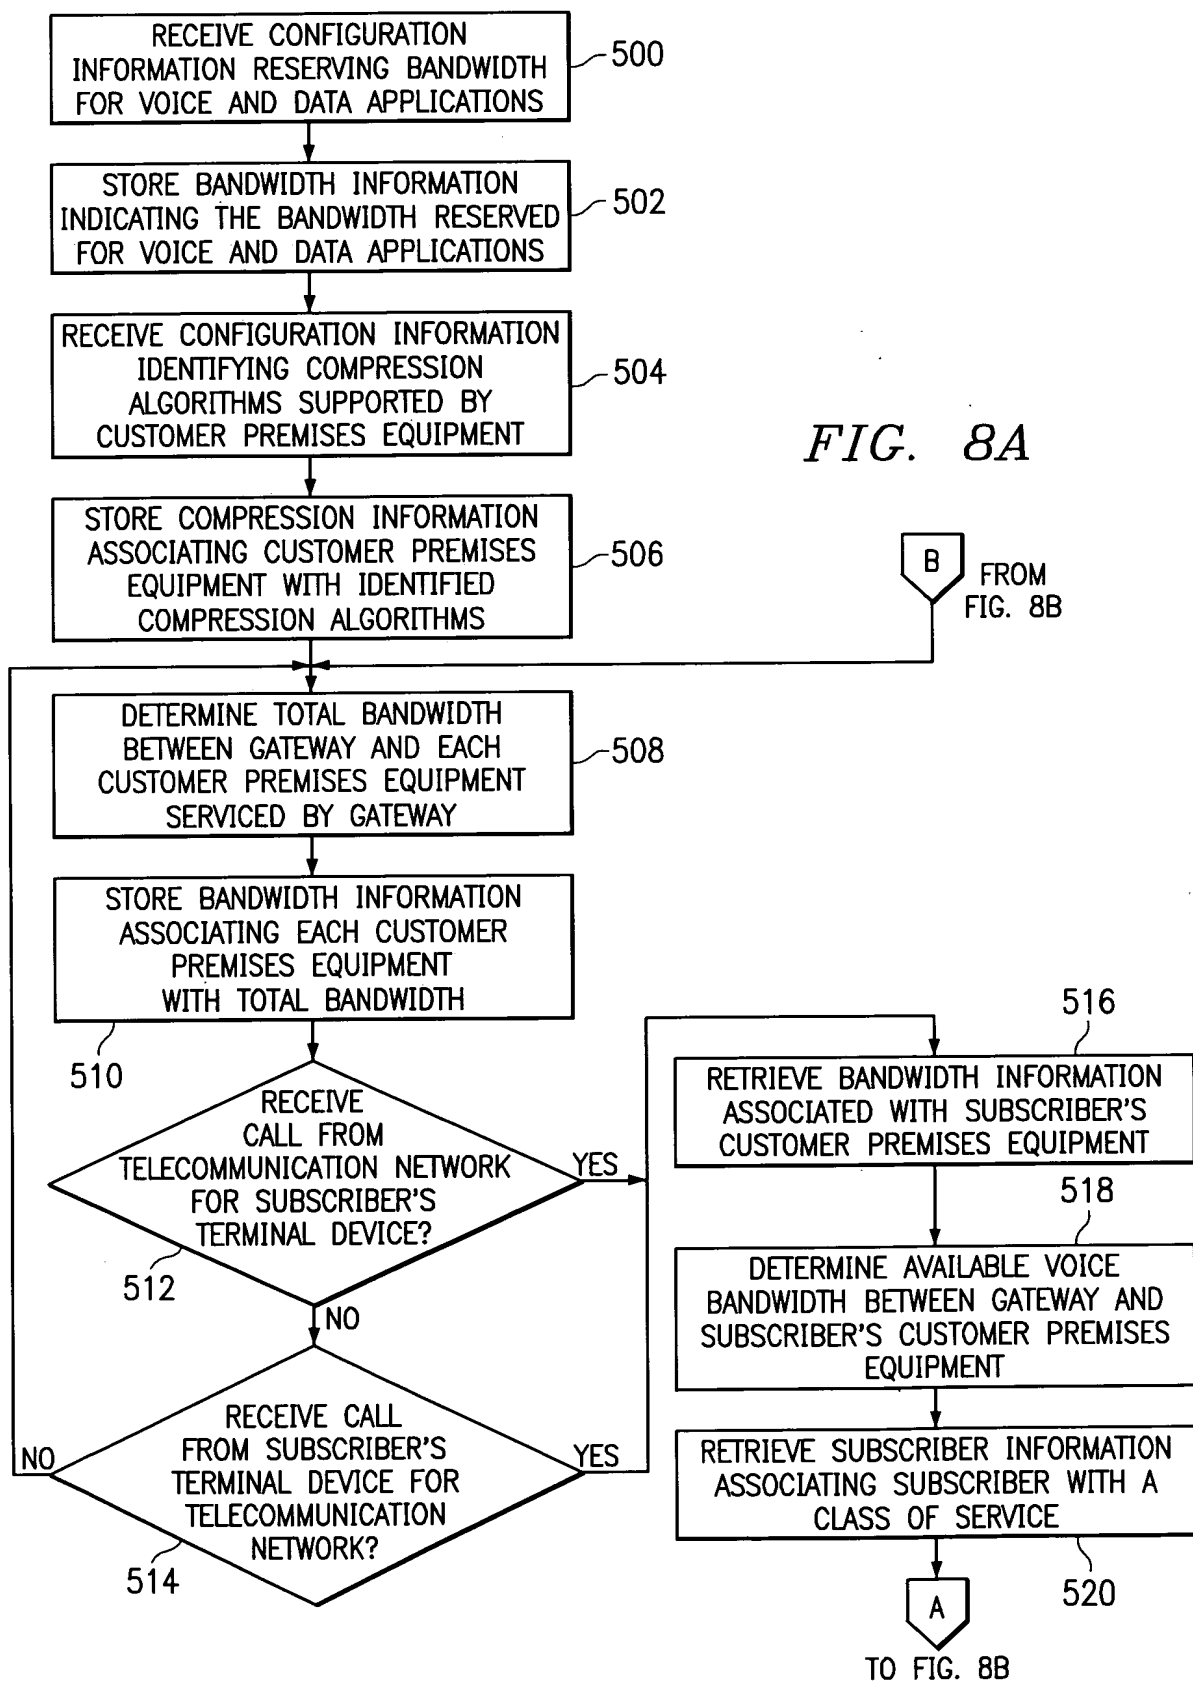 RECEIVE CONFIGURATION
INFORMATION RESERVING BANDWIDTH
FOR VOICE AND DATA APPLICATIONS
500
STORE BANDWIDTH INFORMATION
INDICATING THE BANDWIDTH RESERVED
FOR VOICE AND DATA APPLICATIONS
502
RECEIVE CONFIGURATION INFORMATION
IDENTIFYING COMPRESSION
ALGORITHMS SUPPORTED BY
CUSTOMER PREMISES EQUIPMENT
504
FIG. 8A
STORE COMPRESSION INFORMATION
ASSOCIATING CUSTOMER PREMISES
EQUIPMENT WITH IDENTIFIED
COMPRESSION ALGORITHMS
506
B
FROM
FIG. 8B
DETERMINE TOTAL BANDWIDTH
BETWEEN GATEWAY AND EACH
CUSTOMER PREMISES EQUIPMENT
SERVICED BY GATEWAY
508
STORE BANDWIDTH INFORMATION
ASSOCIATING EACH CUSTOMER
PREMISES EQUIPMENT
WITH TOTAL BANDWIDTH
510
RECEIVE
CALL FROM
TELECOMMUNICATION NETWORK
FOR SUBSCRIBER'S
TERMINAL DEVICE?
YES
512
NO
RECEIVE CALL
FROM SUBSCRIBER'S
TERMINAL DEVICE FOR
TELECOMMUNICATION
NETWORK?
NO
YES
514
516
RETRIEVE BANDWIDTH INFORMATION
ASSOCIATED WITH SUBSCRIBER'S
CUSTOMER PREMISES EQUIPMENT
518
DETERMINE AVAILABLE VOICE
BANDWIDTH BETWEEN GATEWAY AND
SUBSCRIBER'S CUSTOMER PREMISES
EQUIPMENT
RETRIEVE SUBSCRIBER INFORMATION
ASSOCIATING SUBSCRIBER WITH A
CLASS OF SERVICE
520
A
TO FIG. 8B